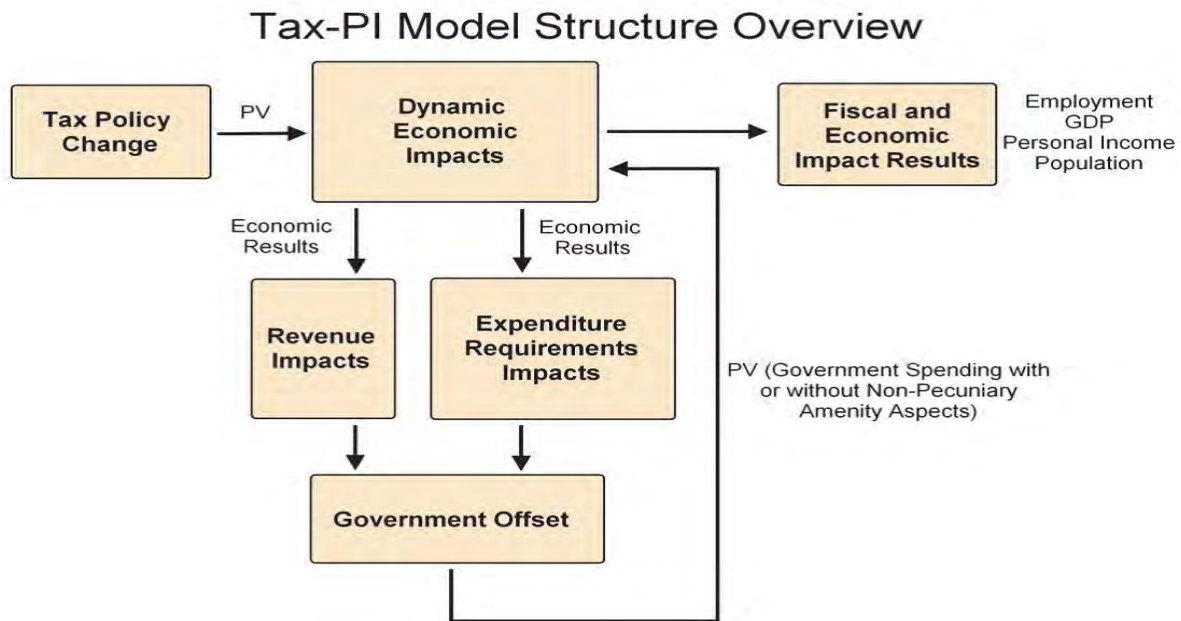 Tax-PI Model Structure Overview
Tax Policy
Change
PV
Dynamic
Economic
Impacts
Fiscal and
Economic
Impact Results
Employment
GDP
Personal Income
Population
Economic
Results
Economic
Results
Revenue
Impacts
Expenditure
Requirements
Impacts
PV (Government Spending with
or without Non-Pecuniary
Amenity Aspects)
Government Offset